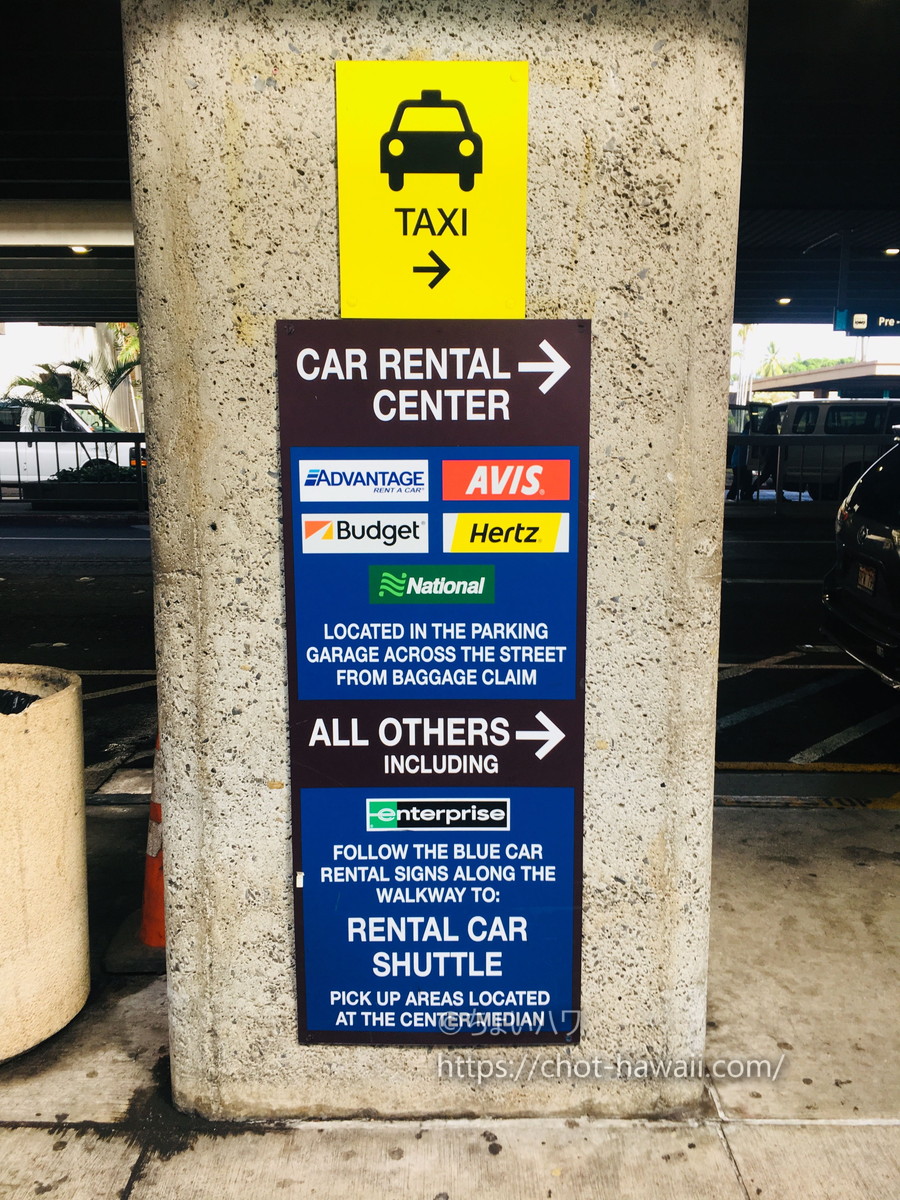 TAXI
CAR RENTAL
CENTER
ADVANTAGE
RENT A CAR
AVIS
Budget
Hertz
National
LOCATED IN THE PARKING
GARAGE ACROSS THE STREET
FROM BAGGAGE CLAIM
ALL OTHERS
INCLUDING
enterprise
FOLLOW THE BLUE CAR
RENTAL SIGNS ALONG THE
WALKWAY TO:
RENTAL CAR
SHUTTLE
PICK UP AREAS LOCATED
AT THE CENTER MEDIAN
©ちょいハワ
https://chot-hawaii.com/
Pre-